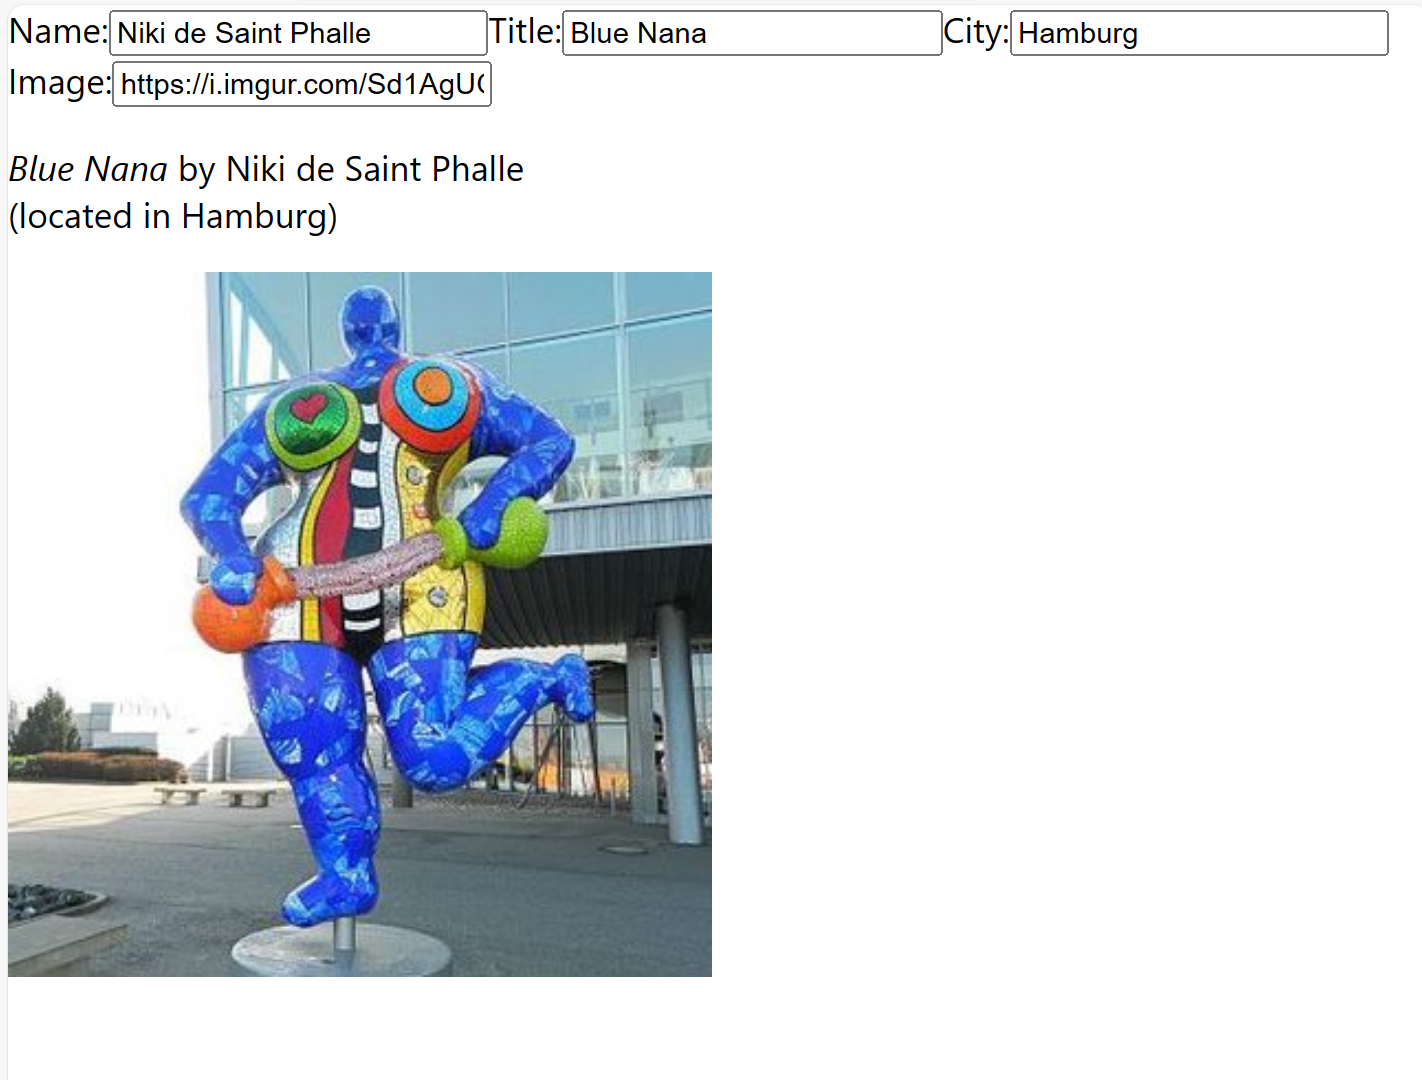 Name: Niki de Saint Phalle Title: Blue Nana City: Hamburg
Image: https://i.imgur.com/Sd1AgU
Blue Nana by Niki de Saint Phalle
(located in Hamburg)